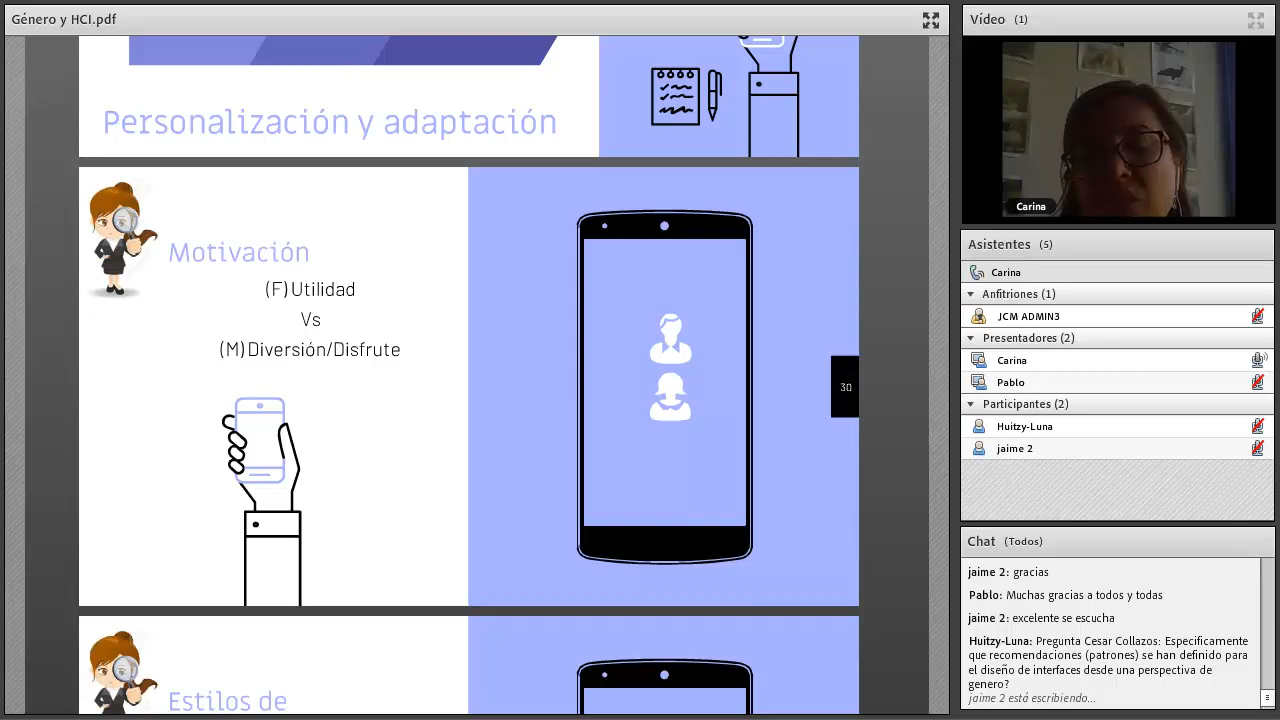 Género y HCI.pdf
Personalización y adaptación
Motivación
(F) Utilidad
Vs
(M) Diversión/Disfrute
30
Estilos de
Vídeo (1)
Carina
Asistentes (5)
Carina
Anfitriones (1)
JCM ADMIN3
Presentadores (2)
Carina
Pablo
Participantes (2)
Huitzy-Luna
jaime 2
Chat (Todos)
jaime 2: gracias
Pablo: Muchas gracias a todos y todas
jaime 2: excelente se escucha
Huitzy-Luna: Pregunta Cesar Collazos: Especificamente
que recomendaciones (patrones) se han definido para
el diseño de interfaces desde una perspectiva de
genero?
jaime 2 está escribiendo...